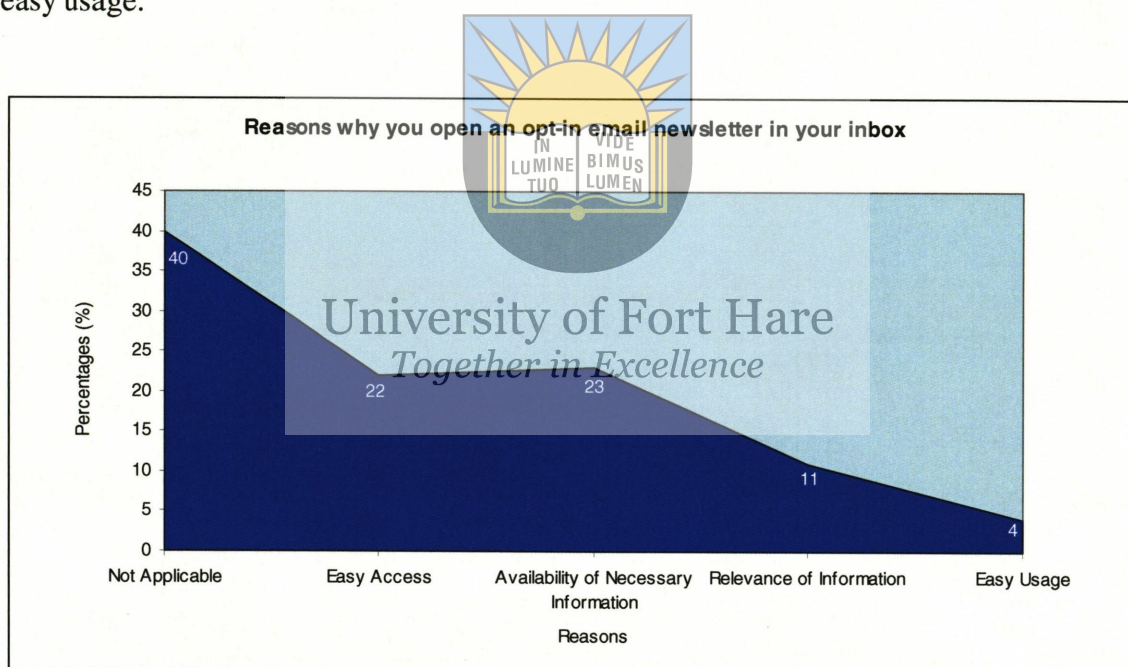 easy usage.
Reasons why you open an opt-in email newsletter in your inbox
IN
LUMINE
TUO
VIDE
BIMUS
LUMEN
University of Fort Hare
Together in Excellence
Percentages (%)
45
40
35
30
25
20
15
10
5
0
40
22
23
11
4
Not Applicable
Easy Access
Availability of Necessary
Information
Relevance of Information
Easy Usage
Reasons